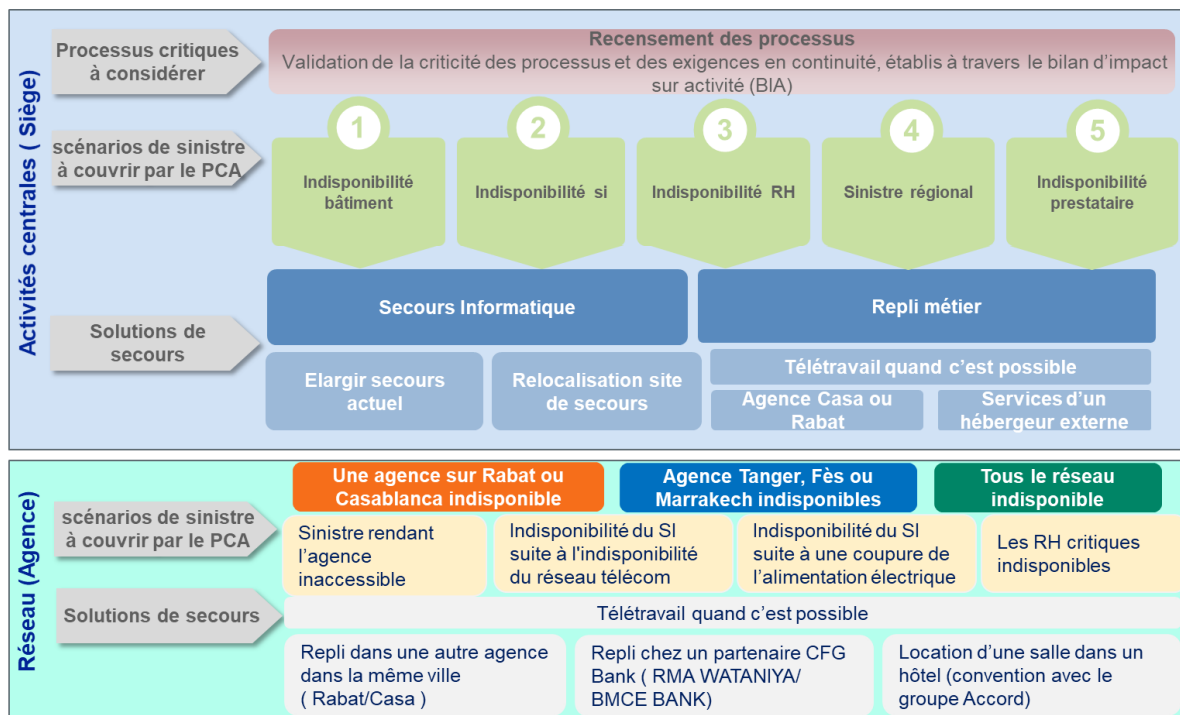 Activités centrales ( Siège)
Processus critiques
à considérer
Recensement des processus
Validation de la criticité des processus et des exigences en continuité, établis à travers le bilan d'impact
sur activité (BIA)
scénarios de sinistre
à couvrir par le PCA
1
2
3
4
5
Indisponibilité
bâtiment
Indisponibilité si
Indisponibilité RH
Sinistre régional
Indisponibilité
prestataire
Solutions de
secours
Secours Informatique
Repli métier
Elargir secours
actuel
Relocalisation site
de secours
Télétravail quand c'est possible
Agence Casa ou
Rabat
Services d'un
hébergeur externe
Réseau (Agence)
Une agence sur Rabat ou
Casablanca indisponible
Agence Tanger, Fès ou
Marrakech indisponibles
Tous le réseau
indisponible
scénarios de sinistre
à couvrir par le PCA
Sinistre rendant
l'agence
inaccessible
Indisponibilité du SI
suite à l'indisponibilité
du réseau télécom
Indisponibilité du SI
suite à une coupure de
l'alimentation électrique
Les RH critiques
indisponibles
Solutions de secours
Télétravail quand c'est possible
Repli dans une autre agence
dans la même ville
( Rabat/Casa )
Repli chez un partenaire CFG
Bank ( RMA WATANIYA/
BMCE BANK)
Location d'une salle dans un
hôtel (convention avec le
groupe Accord)